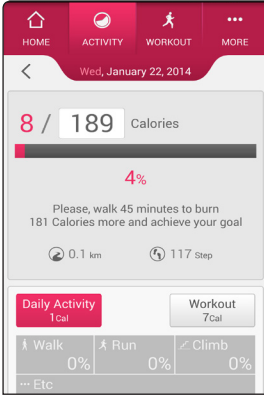 HOME ACTIVITY WORKOUT MORE
Wed, January 22, 2014
8 / 189 Calories
4%
Please, walk 45 minutes to burn
181 Calories more and achieve your goal
0.1 km 117 Step
Daily Activity Workout
1Cal 7Cal
Walk Run Climb
0% 0% 0%
Etc